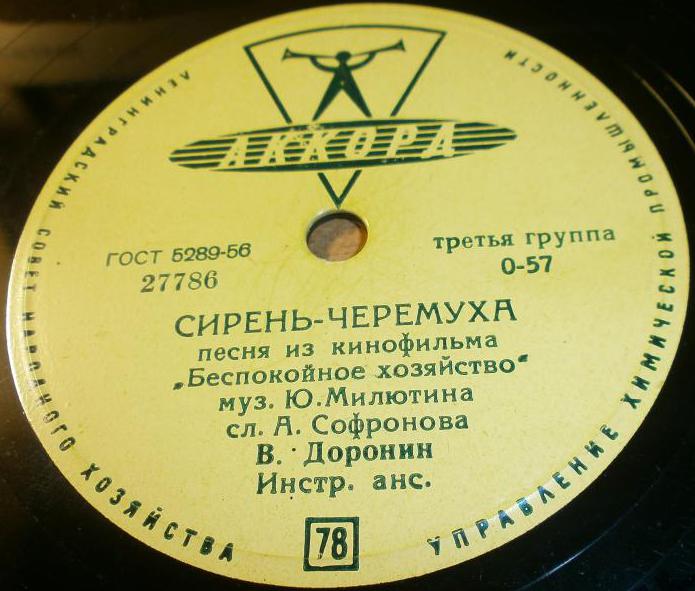 ЛЕНИНГРАДСКИЙ СОВЕТ НАРОДНОГО ХОЗЯЙСТВА
УПРАВЛЕНИЕ ХИМИЧЕСКОЙ ПРОМЫШЛЕННОСТИ
АККОРД
ГОСТ 5289-56
27786
третья группа
0-57
СИРЕНЬ-ЧЕРЕМУХА
песня из кинофильма
„Беспокойное хозяйство"
муз. Ю. Милютина
сл. А. Софронова
В. Доронин
Инстр. анс.
78